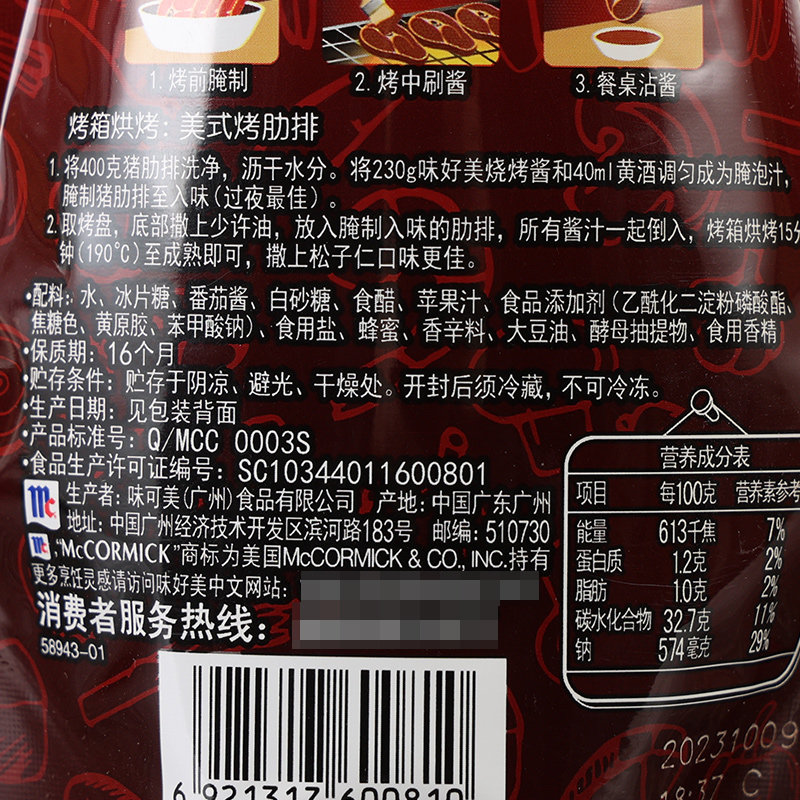 1. 烤前腌制
2. 烤中刷酱
3. 餐桌沾酱
烤箱烘烤: 美式烤肋排
1.将400克猪肋排洗净，沥干水分。将230g味好美烧烤酱和40ml黄酒调匀成为腌泡汁，
腌制猪肋排至入味（过夜最佳）。
2.取烤盘，底部撒上少许油，放入腌制入味的肋排，所有酱汁一起倒入，烤箱烘烤15分
钟(190℃)至成熟即可，撒上松子仁口味更佳。
·配料: 水、冰片糖、番茄酱、白砂糖、食醋、苹果汁、食品添加剂（乙酰化二淀粉磷酸酯、
焦糖色、黄原胶、苯甲酸钠）、食用盐、蜂蜜、香辛料、大豆油、酵母抽提物、食用香精
·保质期: 16个月
·贮存条件: 贮存于阴凉、避光、干燥处。开封后须冷藏，不可冷冻。
·生产日期: 见包装背面
·产品标准号: Q/MCC 0003S
·食品生产许可证编号: SC10344011600801
Mc 生产者: 味可美(广州)食品有限公司 产地: 中国广东广州
地址: 中国广州经济技术开发区滨河路183号 邮编: 510730
Mc ,"McCORMICK"商标为美国McCORMICK & CO., INC.持有
更多烹饪灵感请访问味好美中文网站:
消费者服务热线:
58943-01
营养成分表
项目 每100克 营养素参考
能量 613千焦 7%
蛋白质 1.2克 2%
脂肪 1.0克 2%
碳水化合物 32.7克 11%
钠 574毫克 29%
20231009
18:37 C
6 921317 600810